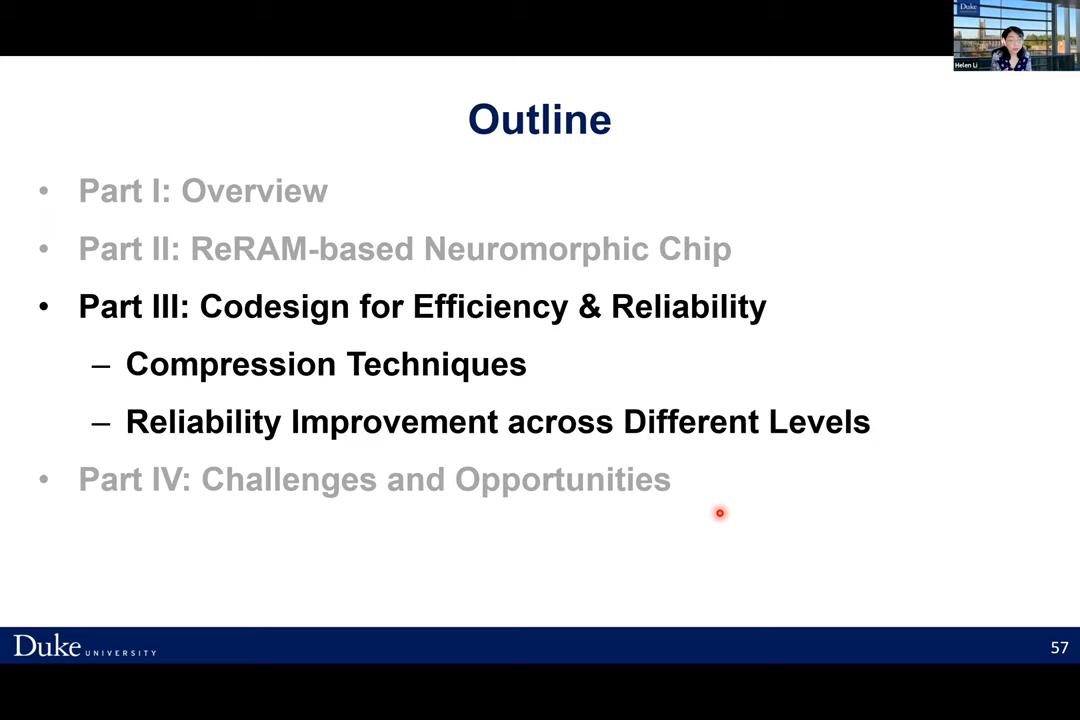 Duke
Helen Li
Outline
• Part I: Overview
• Part II: ReRAM-based Neuromorphic Chip
• Part III: Codesign for Efficiency & Reliability
– Compression Techniques
– Reliability Improvement across Different Levels
• Part IV: Challenges and Opportunities
Duke UNIVERSITY
57